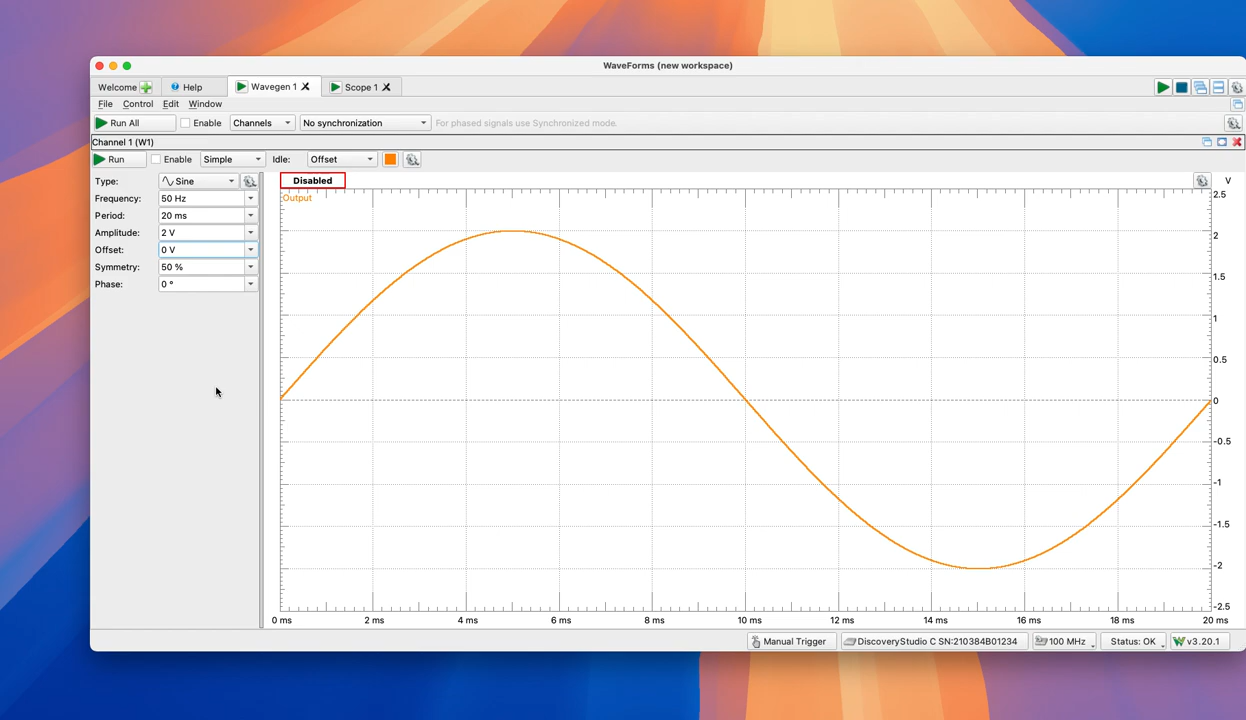 WaveForms (new workspace)
Welcome Help Wavegen 1 Scope 1
File Control Edit Window
Run All Enable Channels No synchronization For phased signals use Synchronized mode.
Channel 1 (W1)
Run Enable Simple Idle: Offset
Type: Sine
Frequency: 50 Hz
Period: 20 ms
Amplitude: 2 V
Offset: 0 V
Symmetry: 50 %
Phase: 0 °
Disabled
V
Output
2.5
2
1.5
1
0.5
0
-0.5
-1
-1.5
-2
-2.5
0 ms 2 ms 4 ms 6 ms 8 ms 10 ms 12 ms 14 ms 16 ms 18 ms 20 ms
Manual Trigger DiscoveryStudio C SN:210384B01234 100 MHz Status: OK v3.20.1